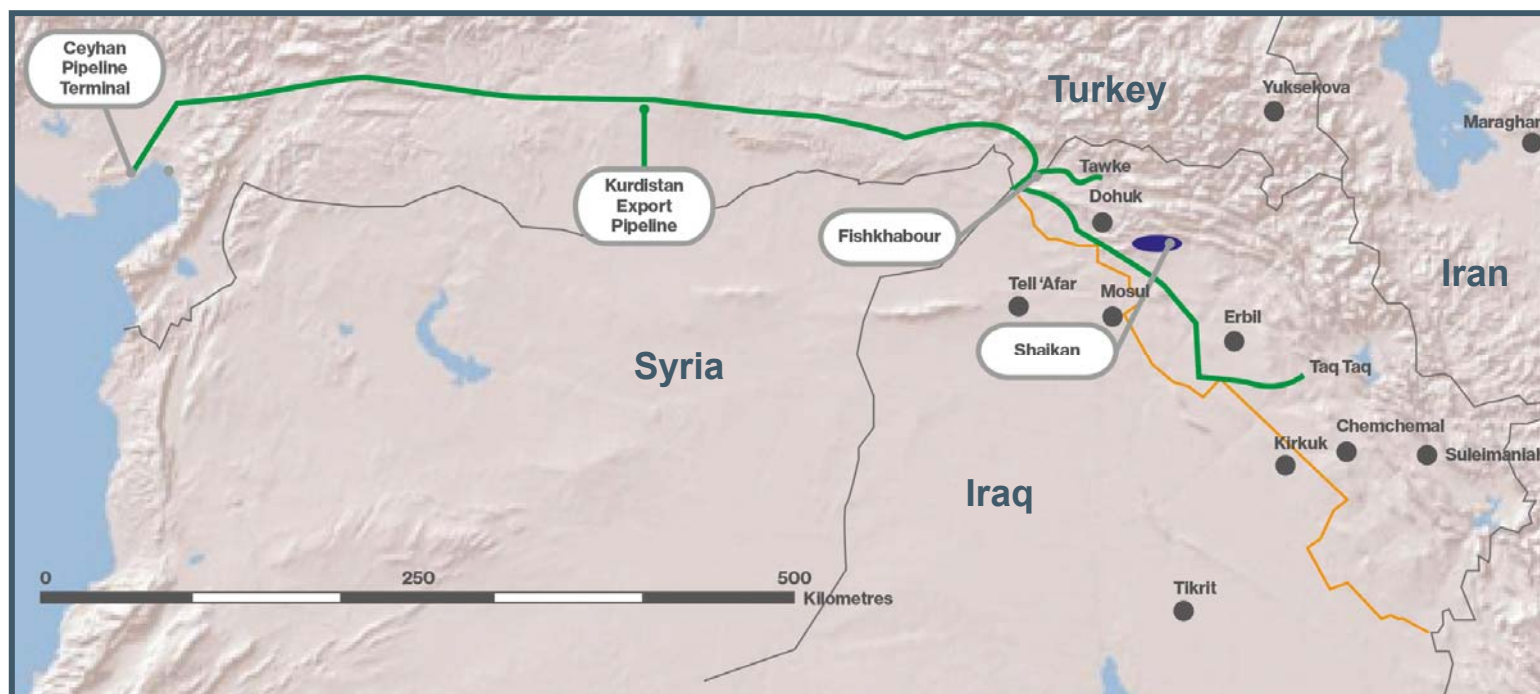 Ceyhan
Pipeline
Terminal
Turkey
Yuksekova
Maraghar
Tawke
Kurdistan
Export
Pipeline
Dohuk
Fishkhabour
Iran
Tell 'Afar
Mosul
Erbil
Shaikan
Syria
Taq Taq
Chemchemal
Kirkuk
Suleimaniah
Iraq
0 250 500
Kilometres
Tikrit